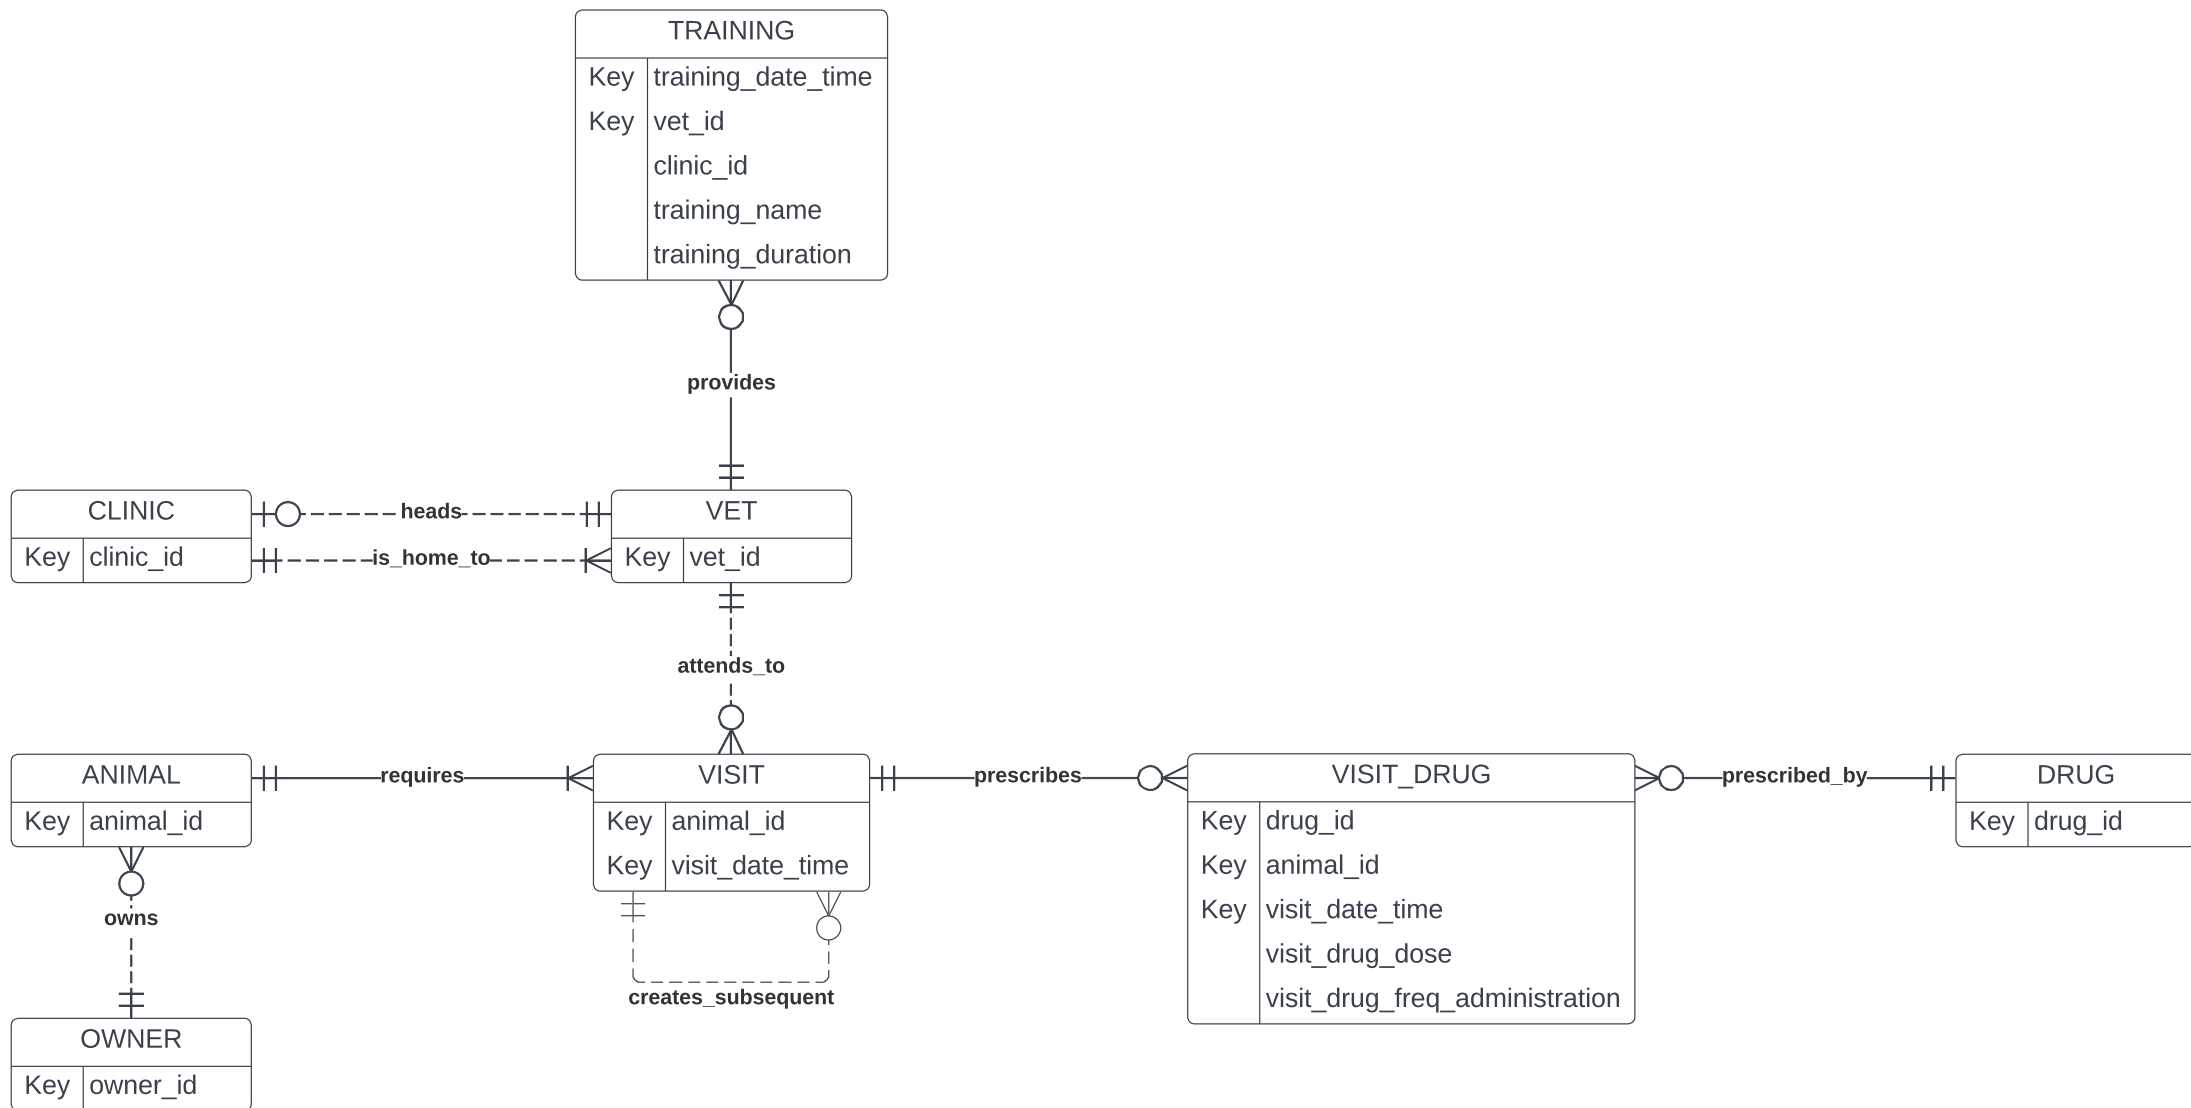 TRAINING
Key training_date_time
Key vet_id
clinic_id
training_name
training_duration
provides
CLINIC
Key clinic_id
heads
is_home_to
VET
Key vet_id
attends_to
ANIMAL
Key animal_id
requires
VISIT
Key animal_id
Key visit_date_time
prescribes
VISIT_DRUG
Key drug_id
Key animal_id
Key visit_date_time
visit_drug_dose
visit_drug_freq_administration
prescribed_by
DRUG
Key drug_id
owns
creates_subsequent
OWNER
Key owner_id